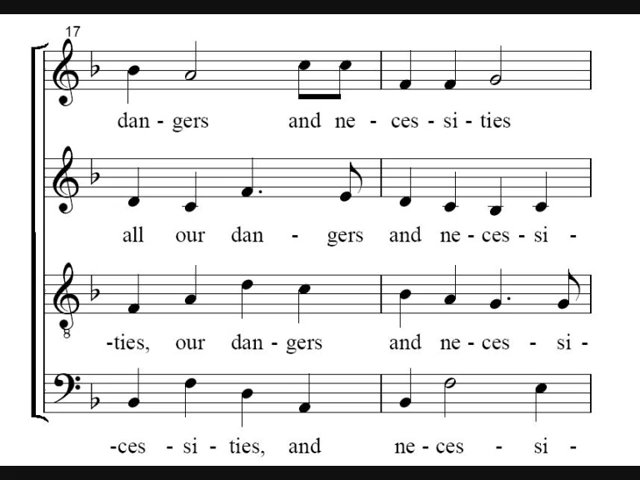 17
dan - gers and ne - ces - si - ties
all our dan - gers and ne - ces - si -
8
-ties, our dan - gers and ne - ces - si -
-ces - si - ties, and ne - ces - si -